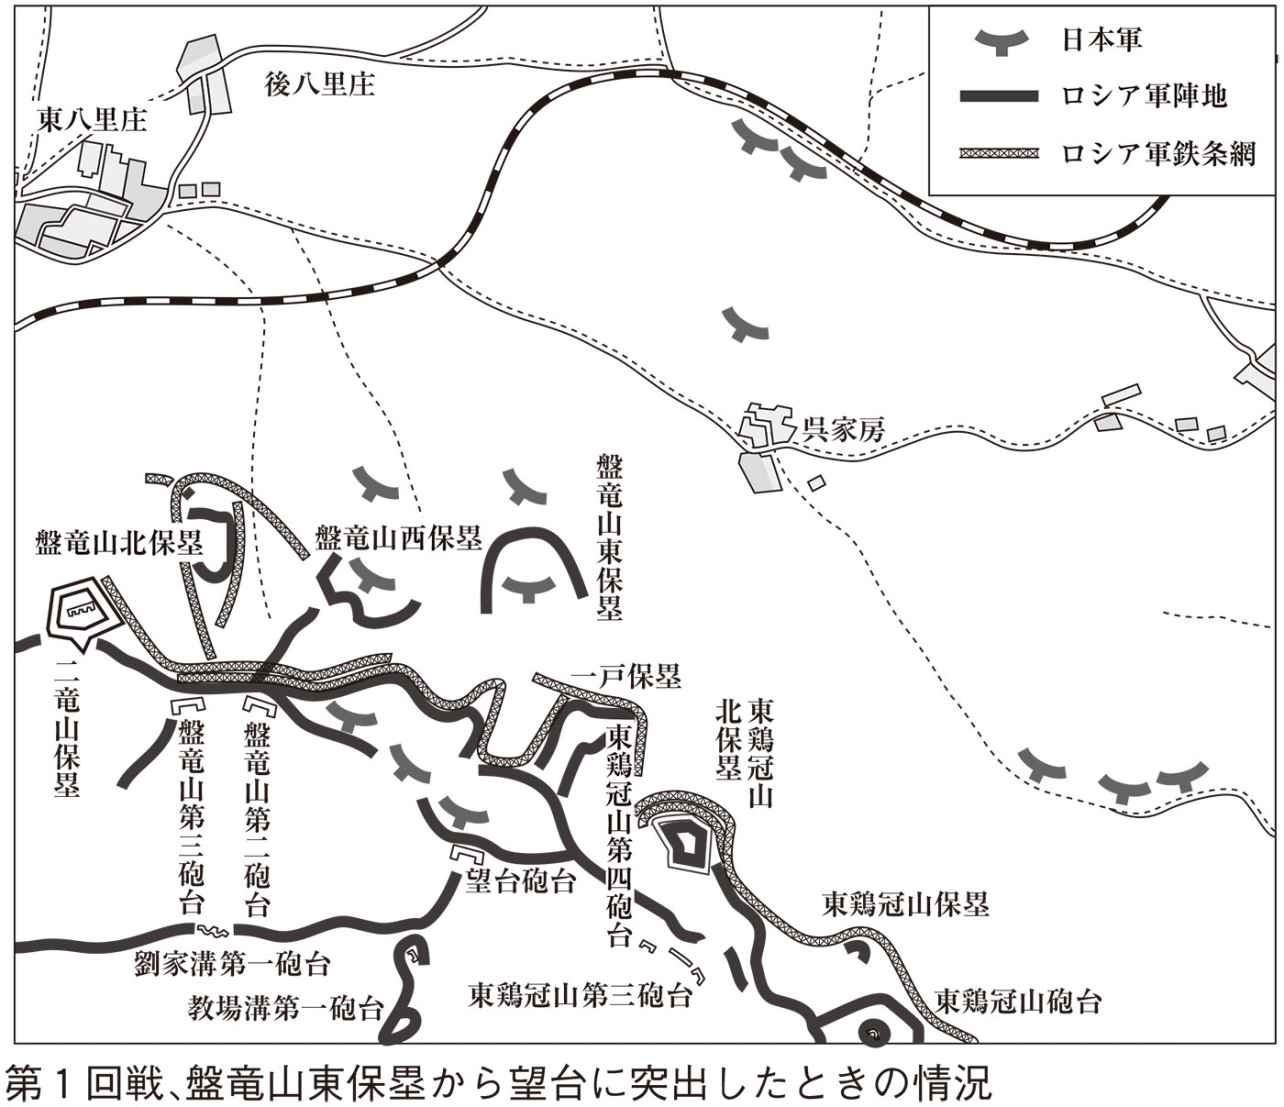 日本軍
ロシア軍陣地
ロシア軍鉄条網
後八里庄
東八里庄
呉家房
盤竜山東保塁
盤竜山北保塁
盤竜山西保塁
二竜山保塁
一戸保塁
東鶏冠山
北保塁
盤竜山第三砲台
盤竜山第二砲台
東鶏冠山第四砲台
望台砲台
東鶏冠山保塁
劉家溝第一砲台
教場溝第一砲台
東鶏冠山第三砲台
東鶏冠山砲台
第1回戦、盤竜山東保塁から望台に突出したときの情況